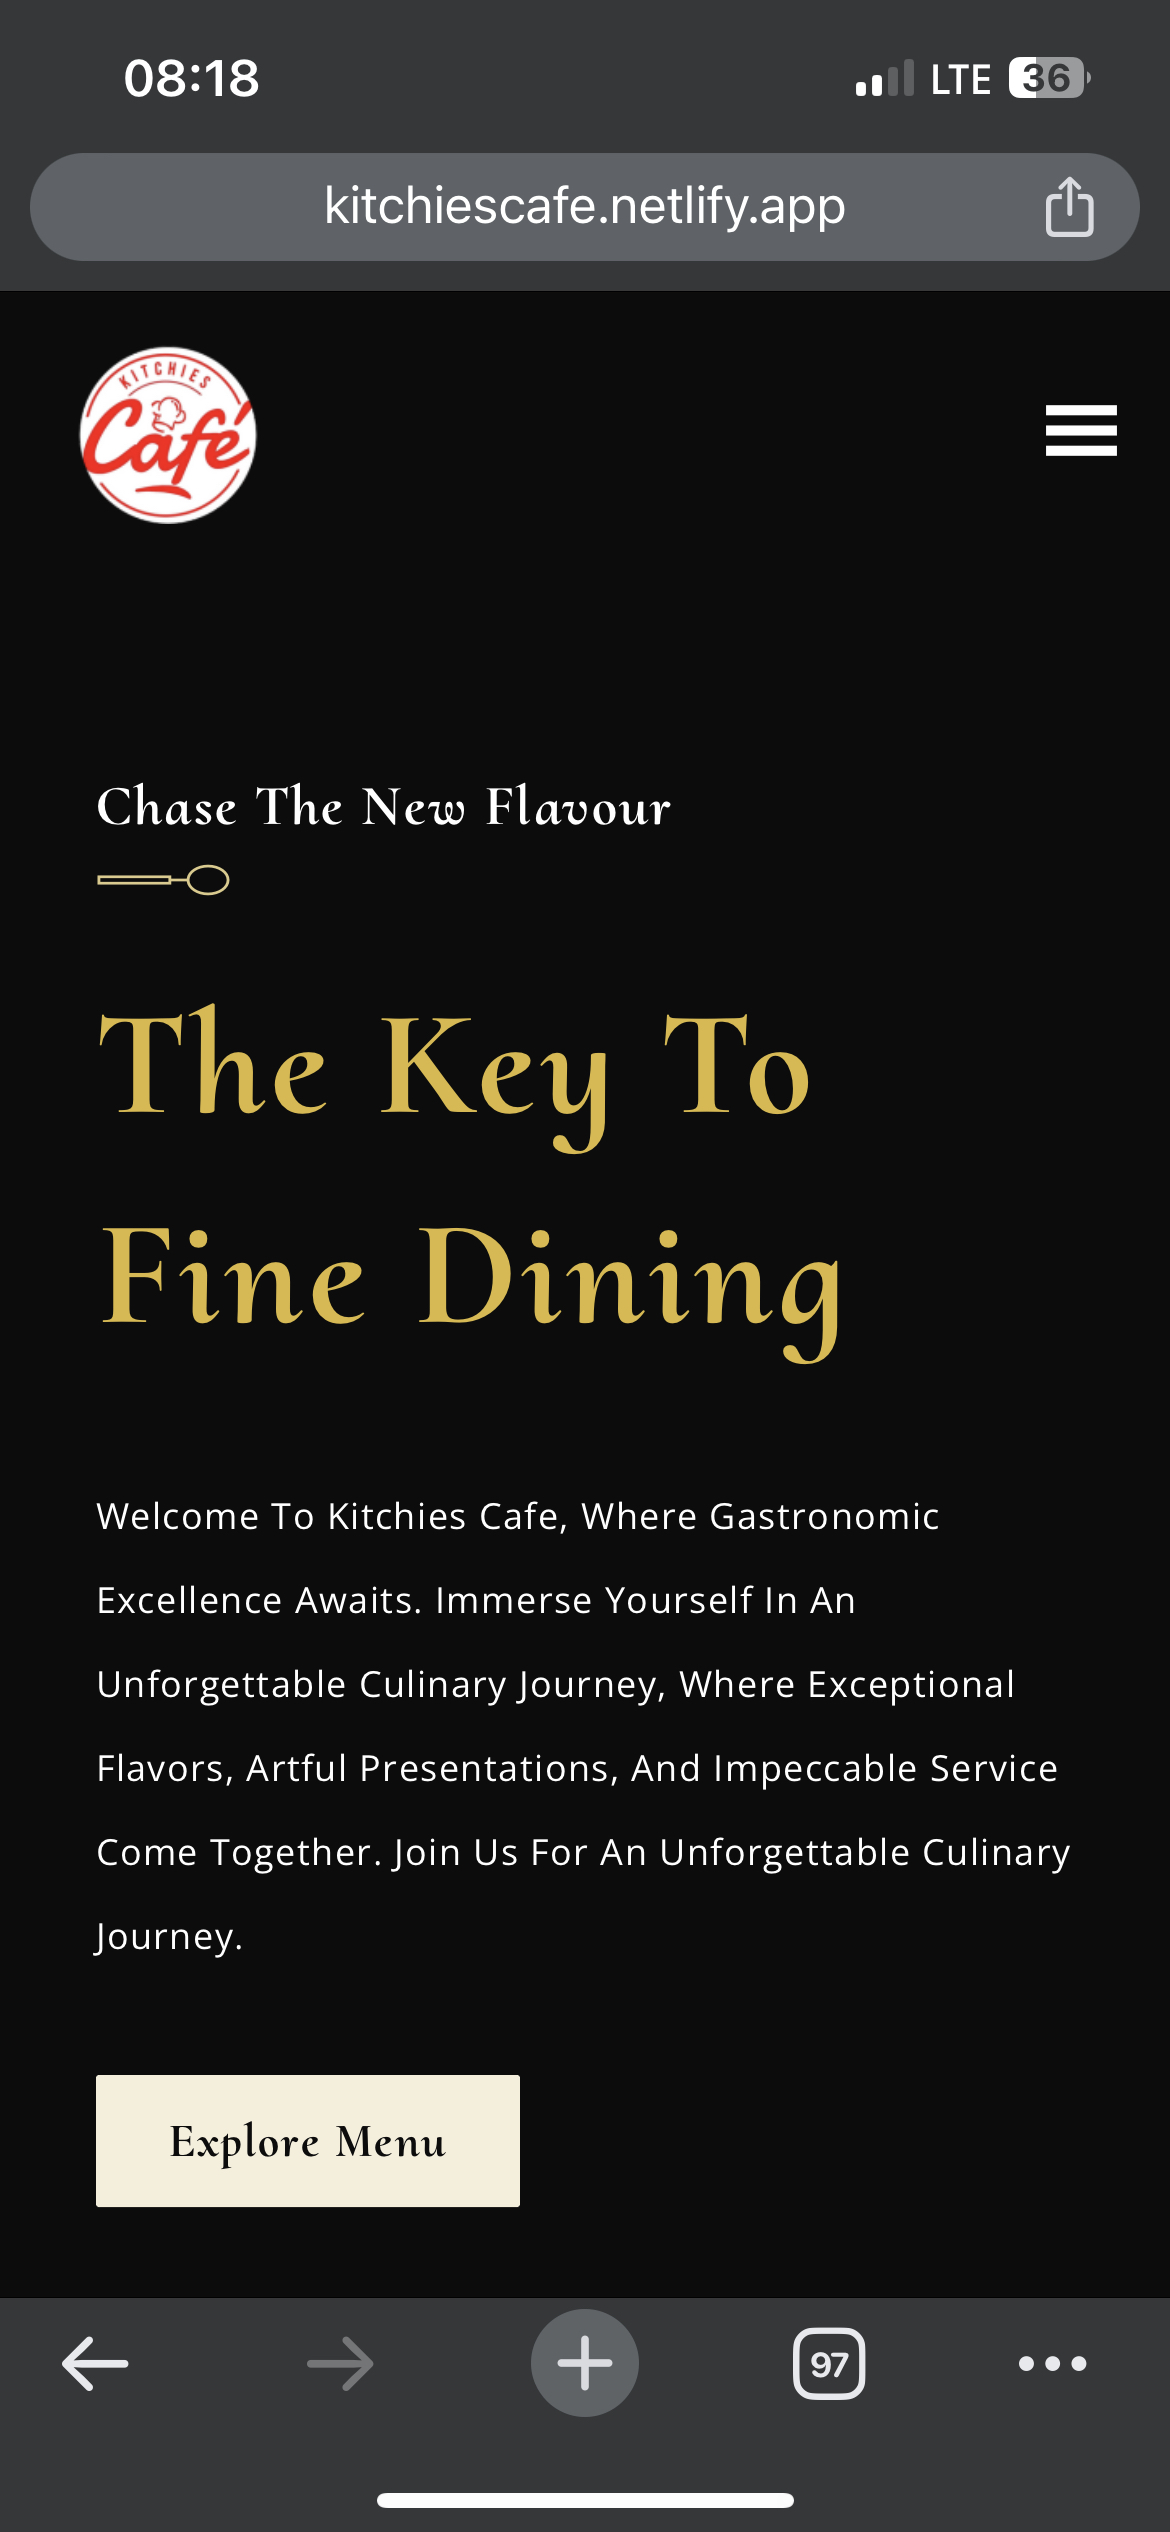 08:18 LTE 36
kitchiescafe.netlify.app
KITCHIES
Café
Chase The New Flavour
The Key To
Fine Dining
Welcome To Kitchies Cafe, Where Gastronomic
Excellence Awaits. Immerse Yourself In An
Unforgettable Culinary Journey, Where Exceptional
Flavors, Artful Presentations, And Impeccable Service
Come Together. Join Us For An Unforgettable Culinary
Journey.
Explore Menu
97